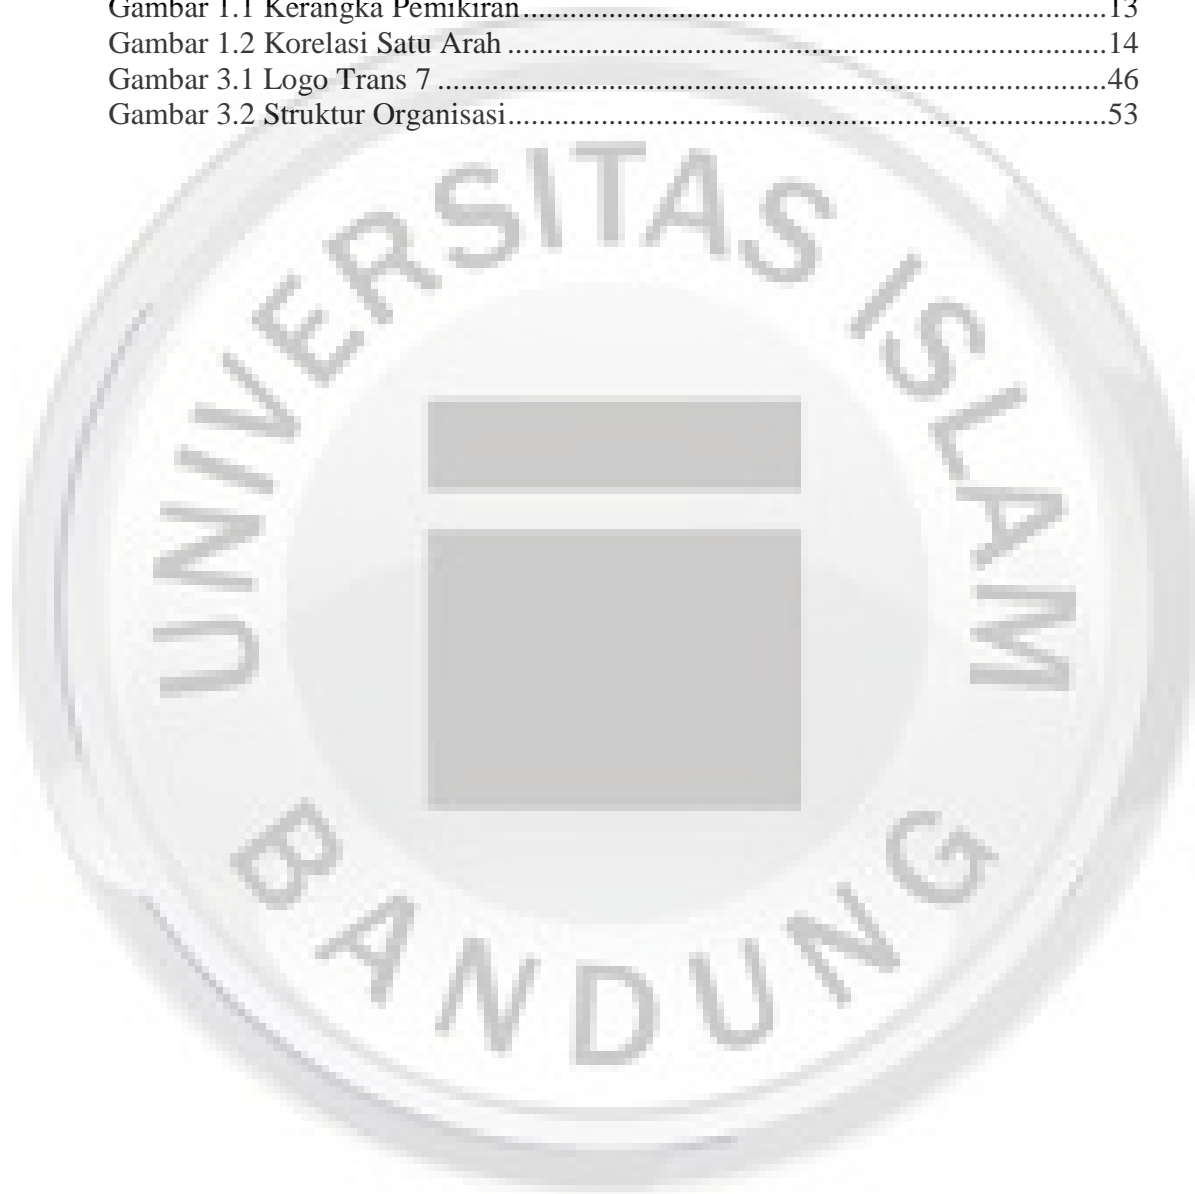 Gambar 1.1 Kerangka Pemikiran.........................................................................13
Gambar 1.2 Korelasi Satu Arah...........................................................................14
Gambar 3.1 Logo Trans 7....................................................................................46
Gambar 3.2 Struktur Organisasi...........................................................................53
UNIVERSITAS ISLAM
BANDUNG